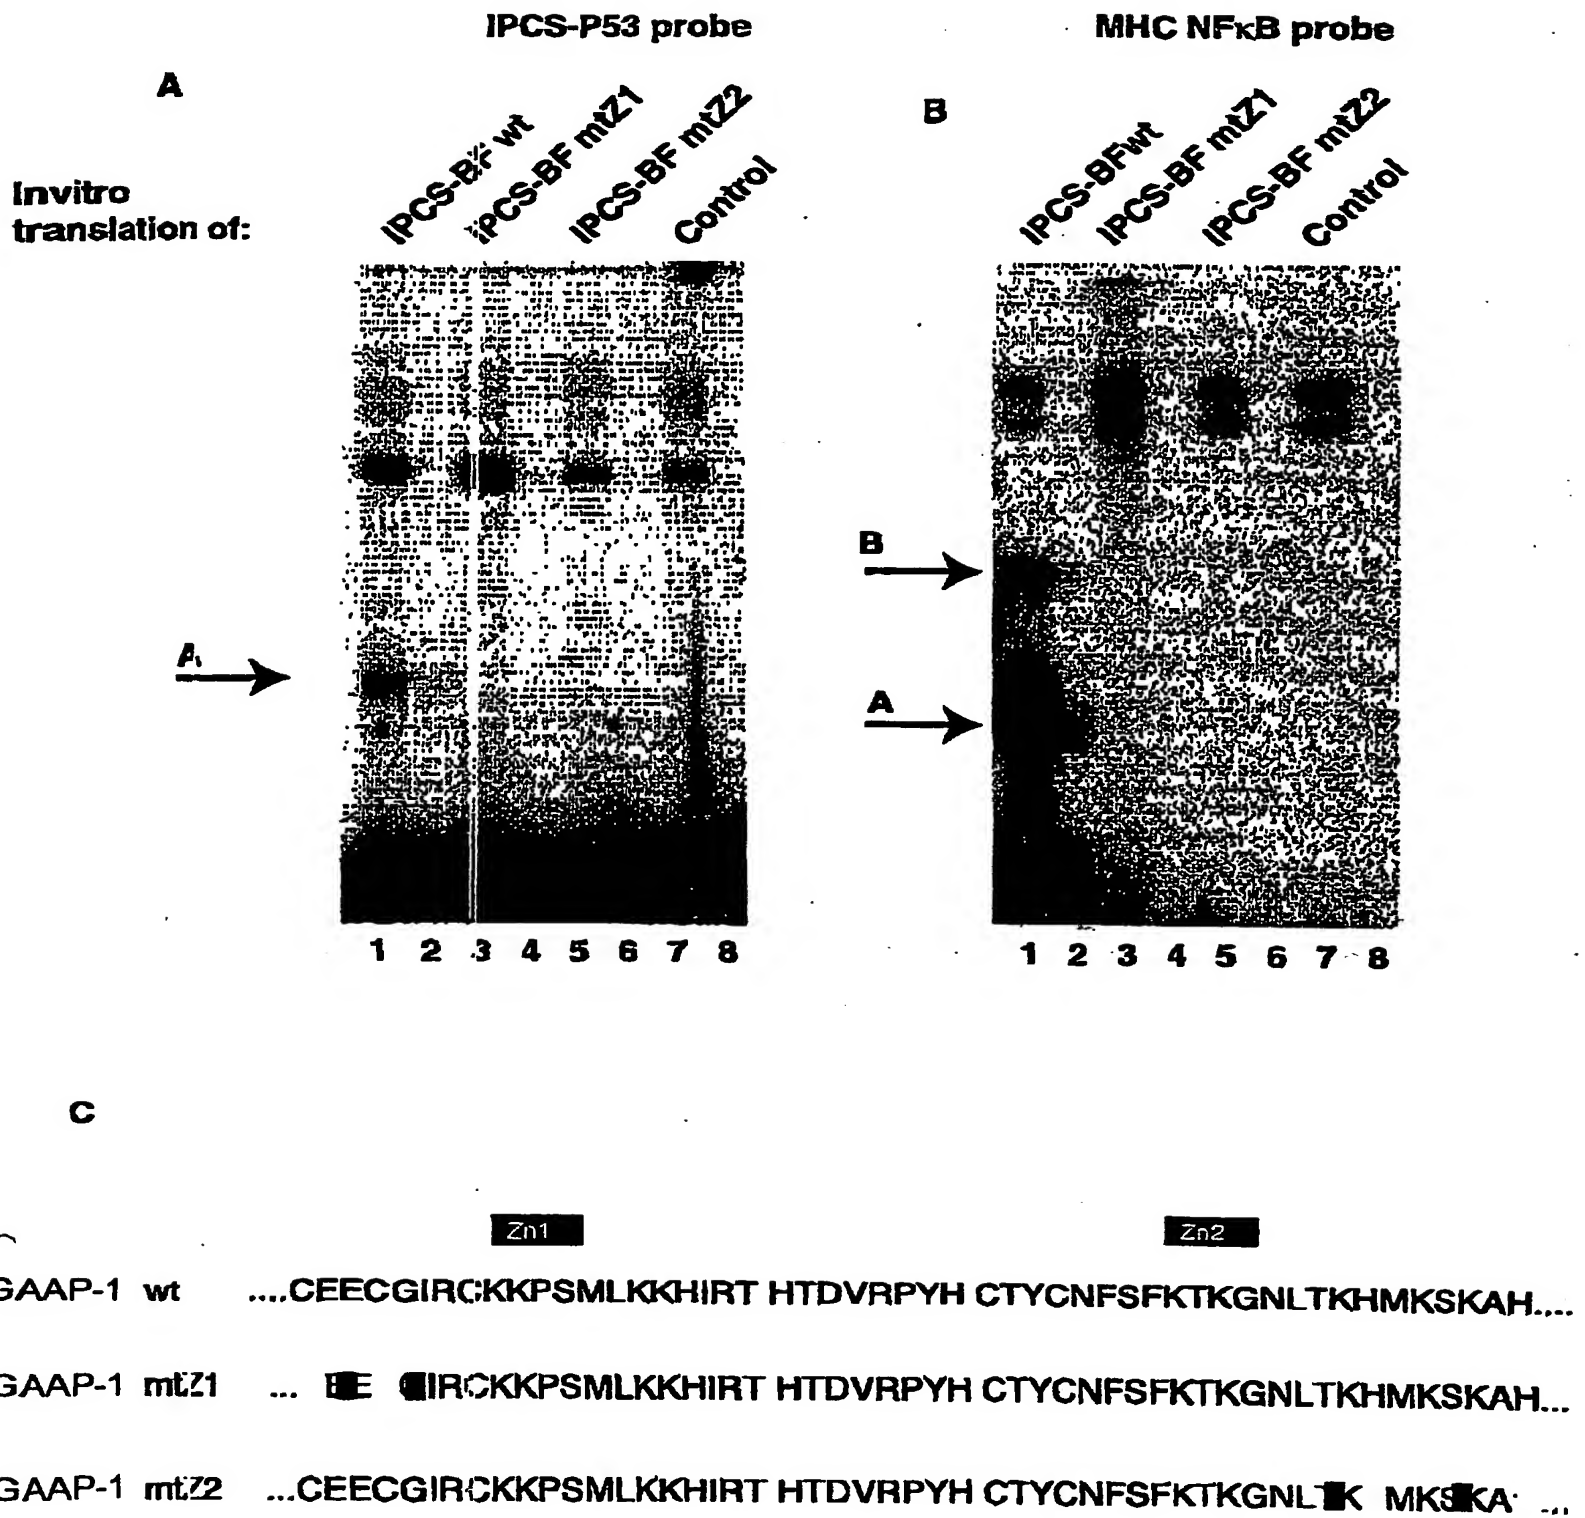 IPCS-P53 probe
MHC NFκB probe
A
B
Invitro
translation of:
IPCS-BF wt
IPCS-BF mtZ1
IPCS-BF mtZ2
Control
IPCS-BFwt
IPCS-BF mtZ1
IPCS-BF mtZ2
Control
B
A
1 2 3 4 5 6 7 8
1 2 3 4 5 6 7 8
C
Zn1
Zn2
GAAP-1 wt ....CEECGIRCKKPSMLKKHIRT HTDVRPYH CTYCNFSFKTKGNLTKHMKSKAH....
GAAP-1 mtZ1 ... IRCKKPSMLKKHIRT HTDVRPYH CTYCNFSFKTKGNLTKHMKSKAH...
GAAP-1 mtZ2 ...CEECGIRCKKPSMLKKHIRT HTDVRPYH CTYCNFSFKTKGNL